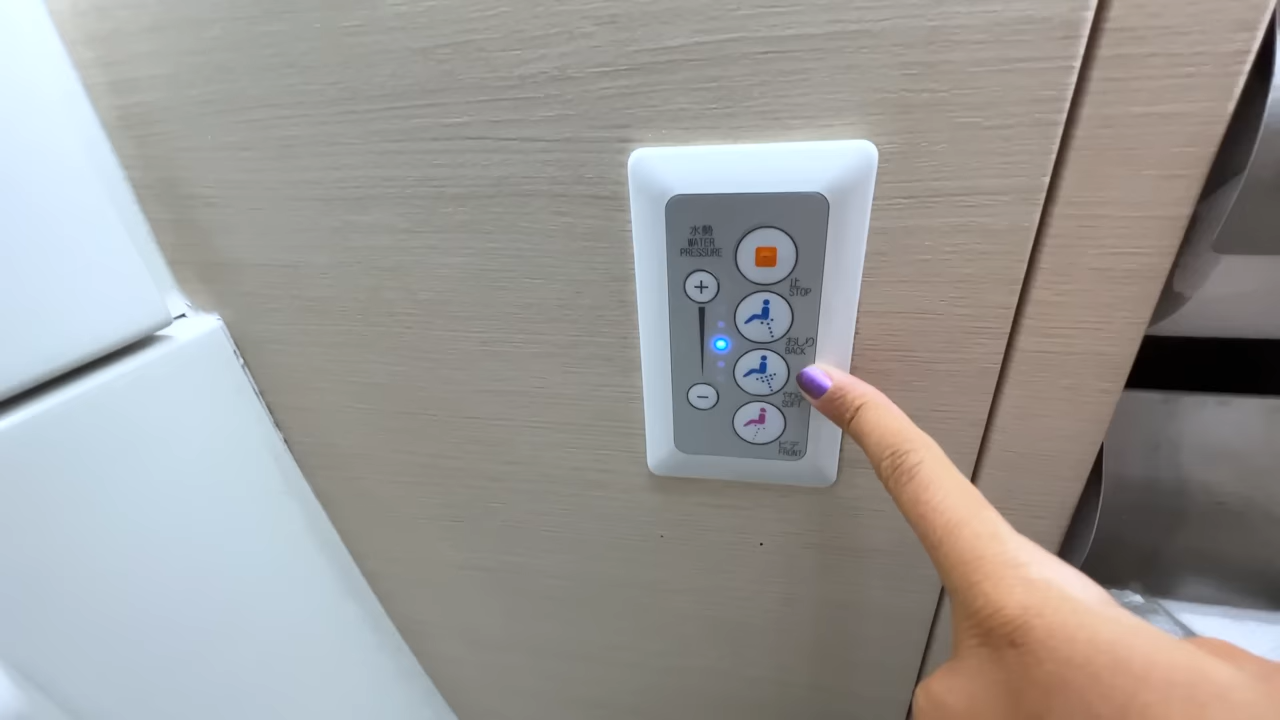 水勢
WATER
PRESSURE
+
−
止
STOP
おしり
BACK
やわらか
SOFT
ビデ
FRONT